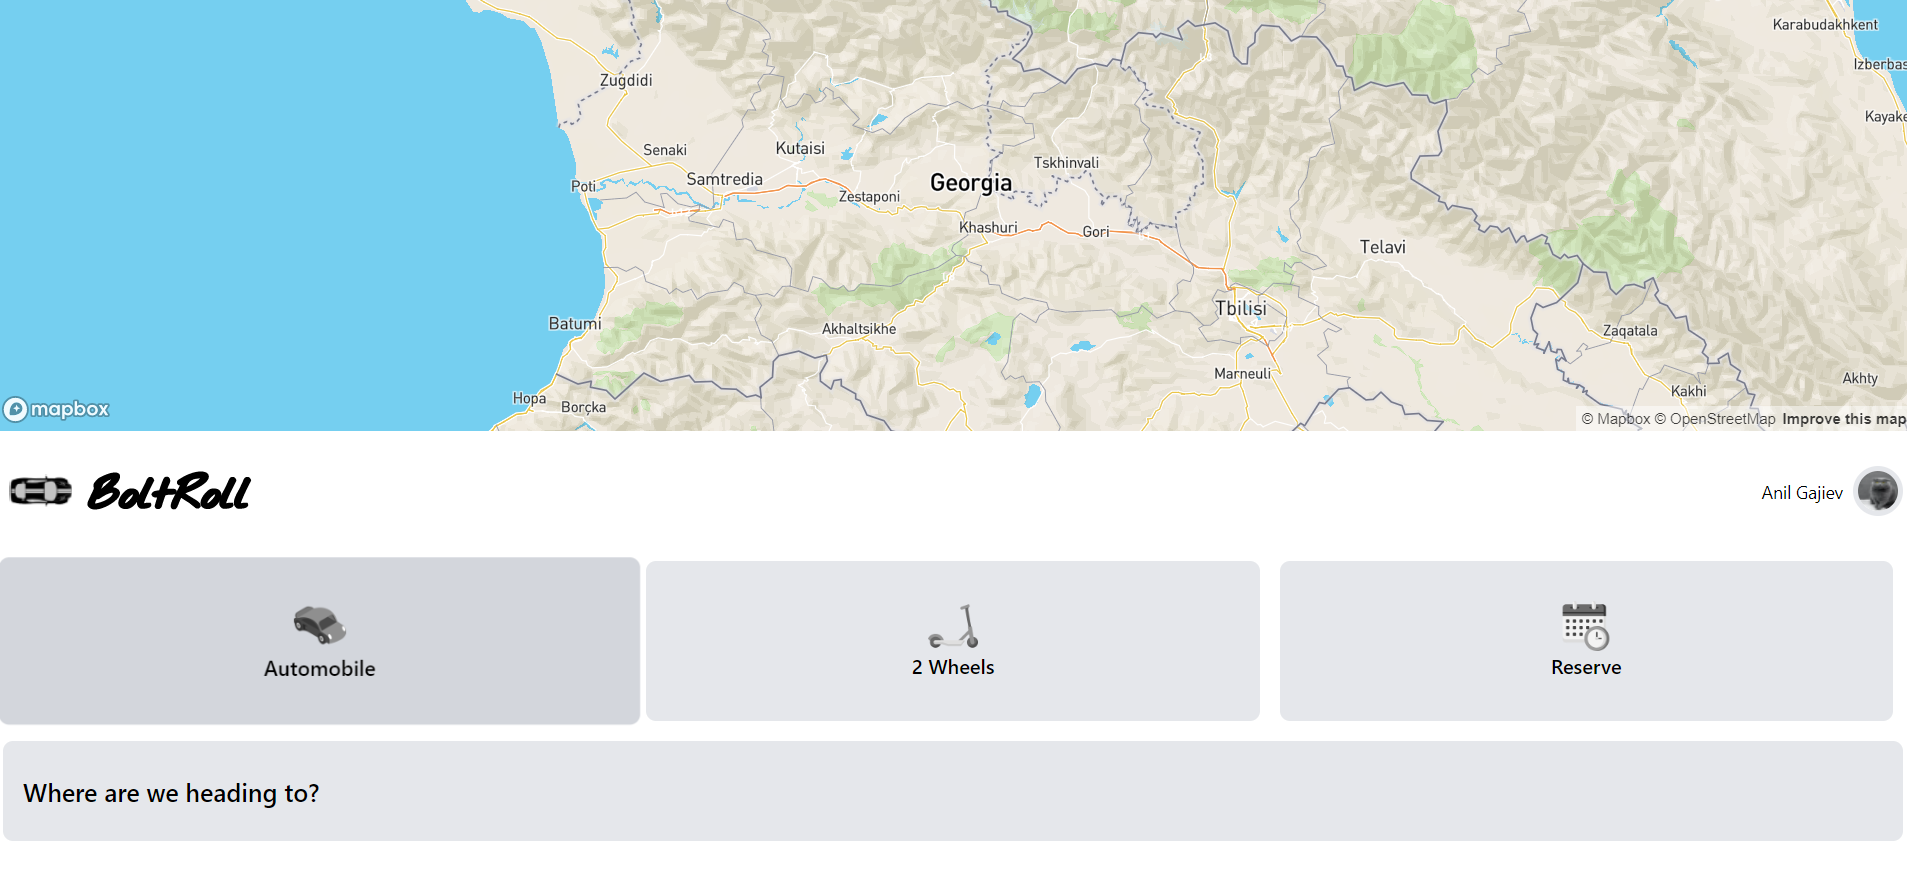 Karabudakhkent
Izberbas
Zugdidi
Kayake
Senaki
Kutaisi
Tskhinvali
Samtredia
Georgia
Poti
Zestaponi
Khashuri
Gori
Telavi
Tbilisi
Batumi
Akhaltsikhe
Zaqatala
Marneuli
Akhty
Kakhi
Hopa
Borçka
mapbox
© Mapbox © OpenStreetMap Improve this map
BoltRoll
Anil Gajiev
Automobile
2 Wheels
Reserve
Where are we heading to?